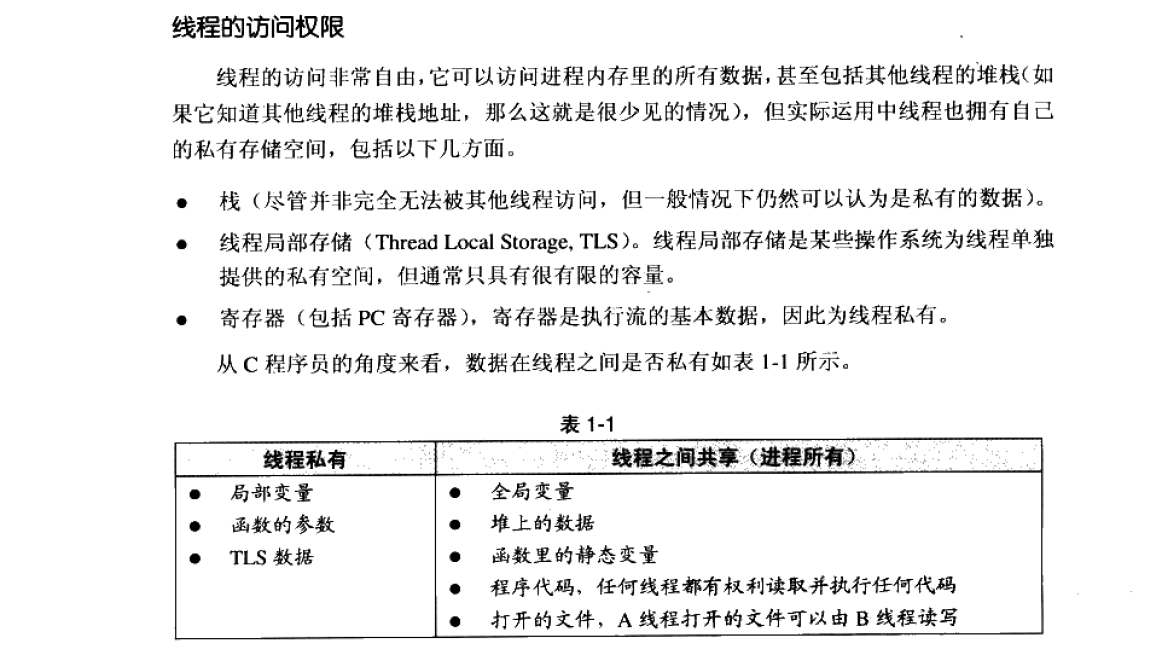 线程的访问权限
线程的访问非常自由，它可以访问进程内存里的所有数据，甚至包括其他线程的堆栈（如
果它知道其他线程的堆栈地址，那么这就是很少见的情况），但实际运用中线程也拥有自己
的私有存储空间，包括以下几方面。
● 栈（尽管并非完全无法被其他线程访问，但一般情况下仍然可以认为是私有的数据）。
● 线程局部存储（Thread Local Storage, TLS）。线程局部存储是某些操作系统为线程单独
提供的私有空间，但通常只具有很有限的容量。
● 寄存器（包括 PC 寄存器），寄存器是执行流的基本数据，因此为线程私有。
从 C 程序员的角度来看，数据在线程之间是否私有如表 1-1 所示。
表 1-1
线程私有 线程之间共享（进程所有）
● 局部变量 ● 全局变量
● 函数的参数 ● 堆上的数据
● TLS 数据 ● 函数里的静态变量
● 程序代码，任何线程都有权利读取并执行任何代码
● 打开的文件，A 线程打开的文件可以由 B 线程读写